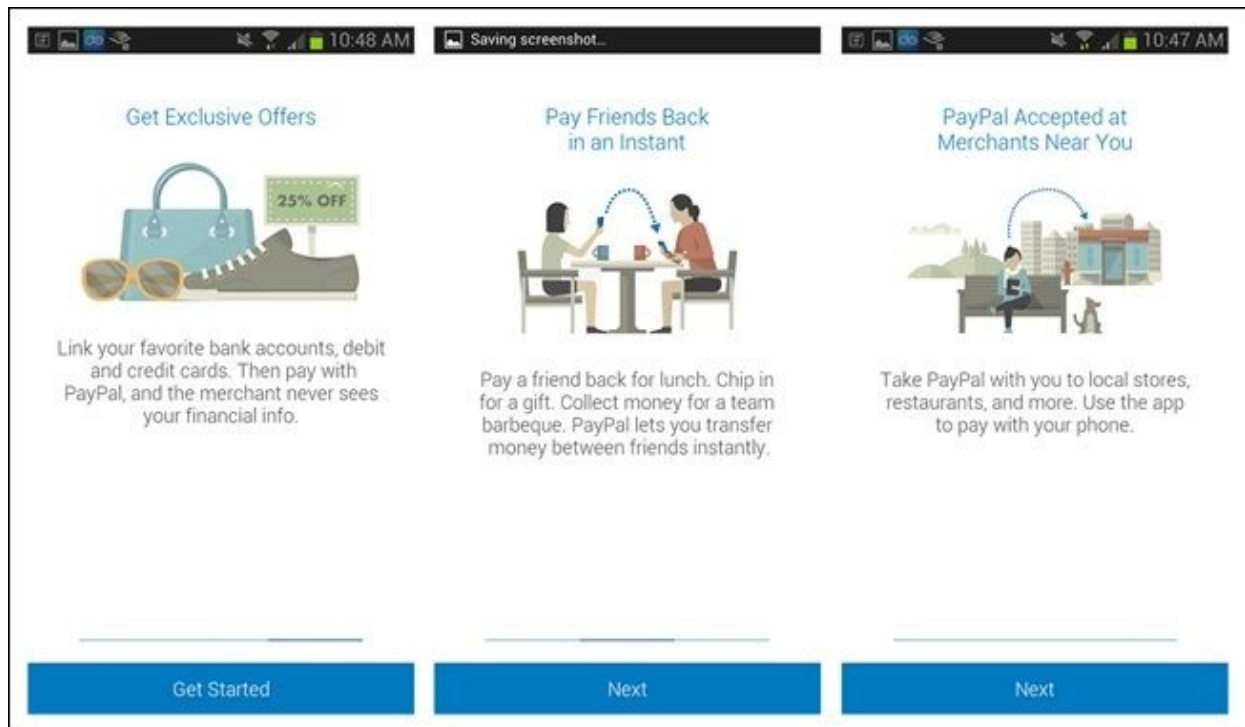 10:48 AM
Get Exclusive Offers
25% OFF
Link your favorite bank accounts, debit
and credit cards. Then pay with
PayPal, and the merchant never sees
your financial info.
Get Started
Saving screenshot...
Pay Friends Back
in an Instant
Pay a friend back for lunch. Chip in
for a gift. Collect money for a team
barbeque. PayPal lets you transfer
money between friends instantly.
Next
10:47 AM
PayPal Accepted at
Merchants Near You
Take PayPal with you to local stores,
restaurants, and more. Use the app
to pay with your phone.
Next